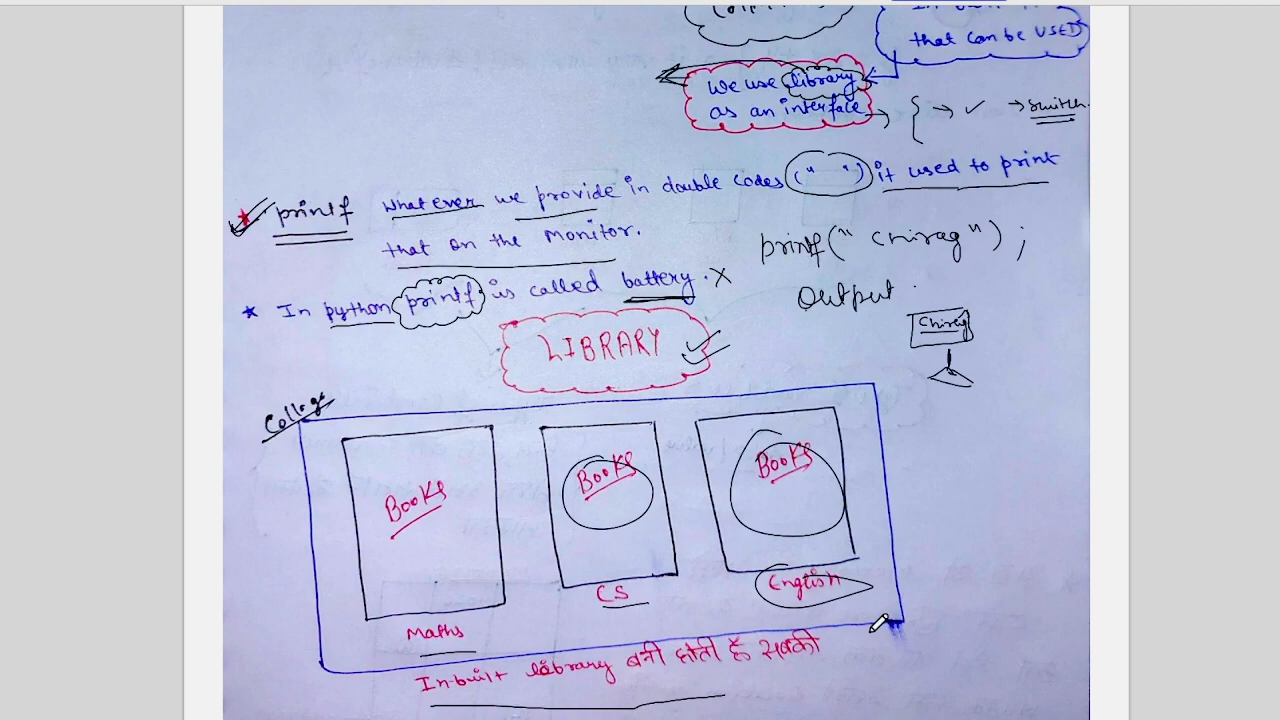 that can be USED
We use library
as an interface
→ ✓ → Switch.
printf whatever we provide in double codes (" ") it used to print
that on the Monitor.
printf("Chirag");
* In python printf is called battery. X
Output.
Chirag
LIBRARY
College
Books
Books
Books
Maths
CS
English
In-built library बनी होती हैं सबकी